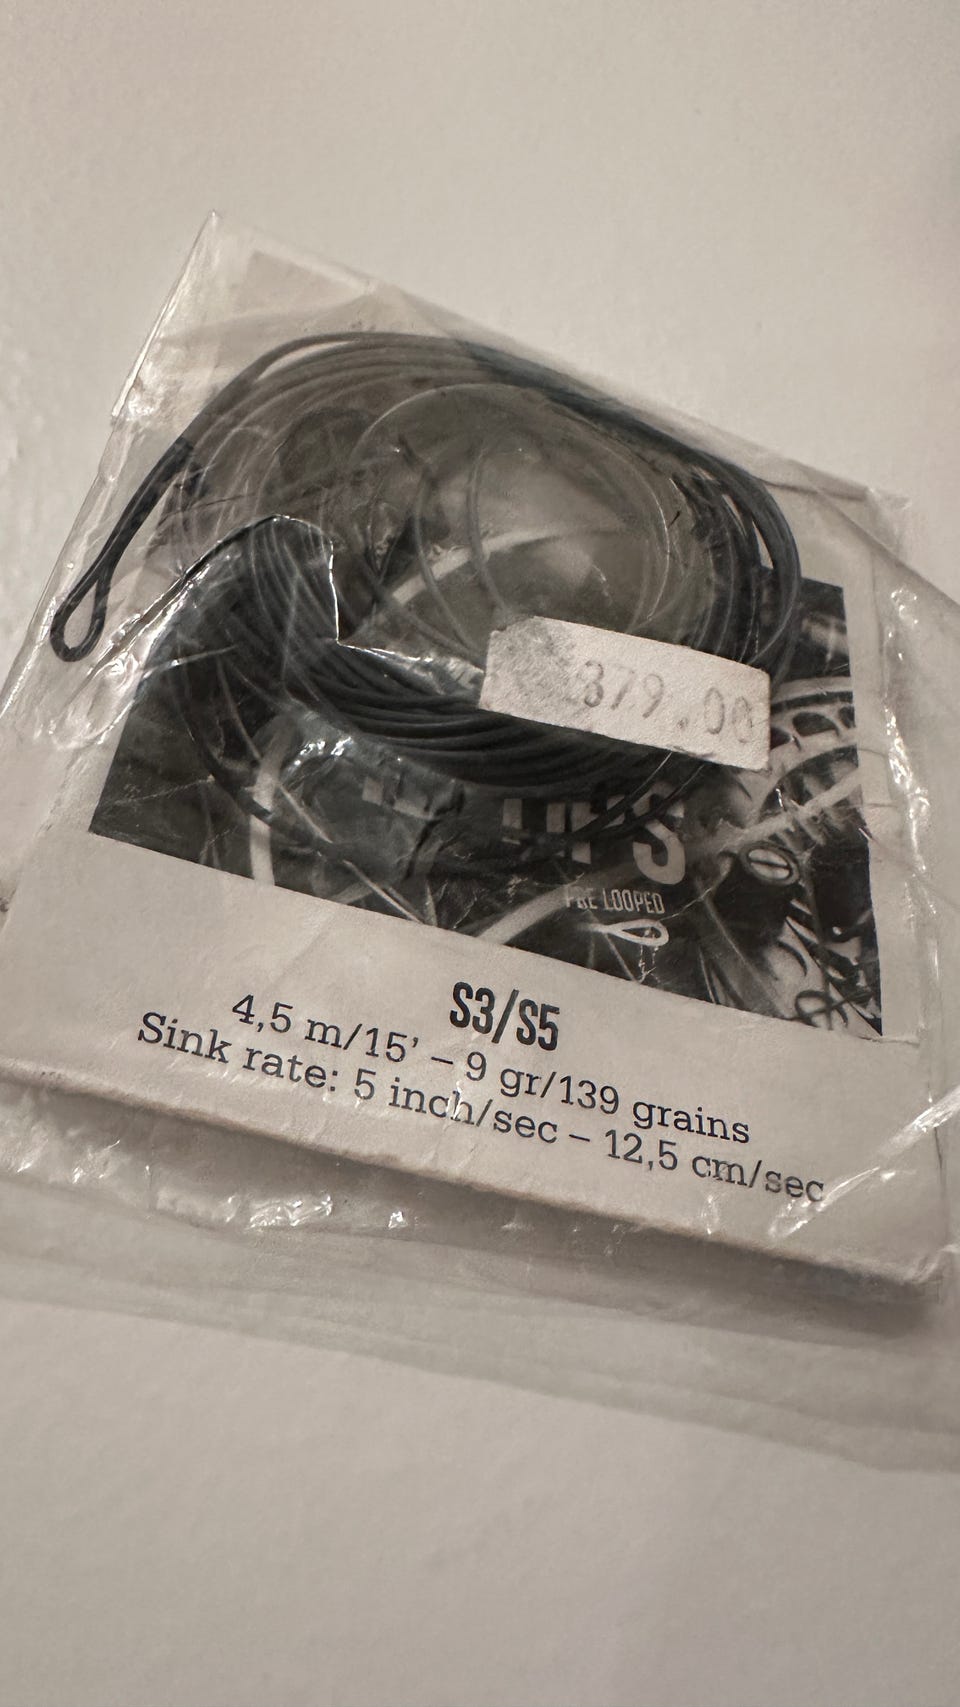 379.00
TIPS
PRE LOOPED
S3/S5
4,5 m/15’ – 9 gr/139 grains
Sink rate: 5 inch/sec – 12,5 cm/sec